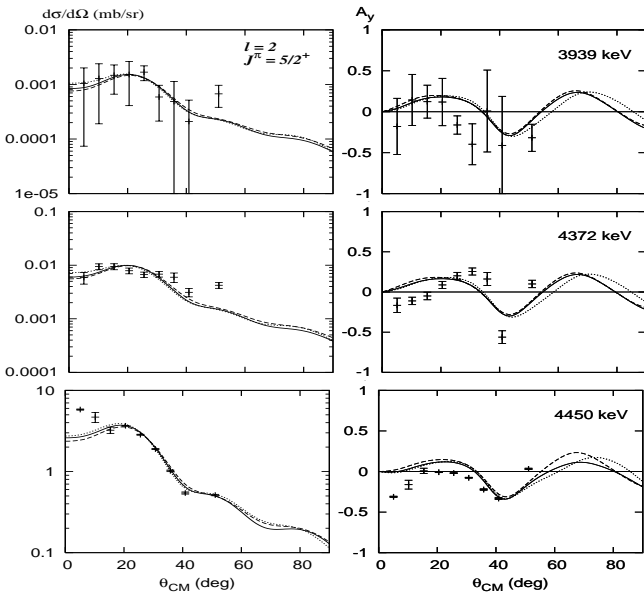 dσ/dΩ (mb/sr)
A_y
0.01
0.001
0.0001
1e-05
l = 2
J^π = 5/2^+
1
0.5
0
-0.5
-1
3939 keV
0.1
0.01
0.001
0.0001
1
0.5
0
-0.5
-1
4372 keV
10
1
0.1
1
0.5
0
-0.5
-1
4450 keV
0 20 40 60 80
0 20 40 60 80
θ_CM (deg)
θ_CM (deg)